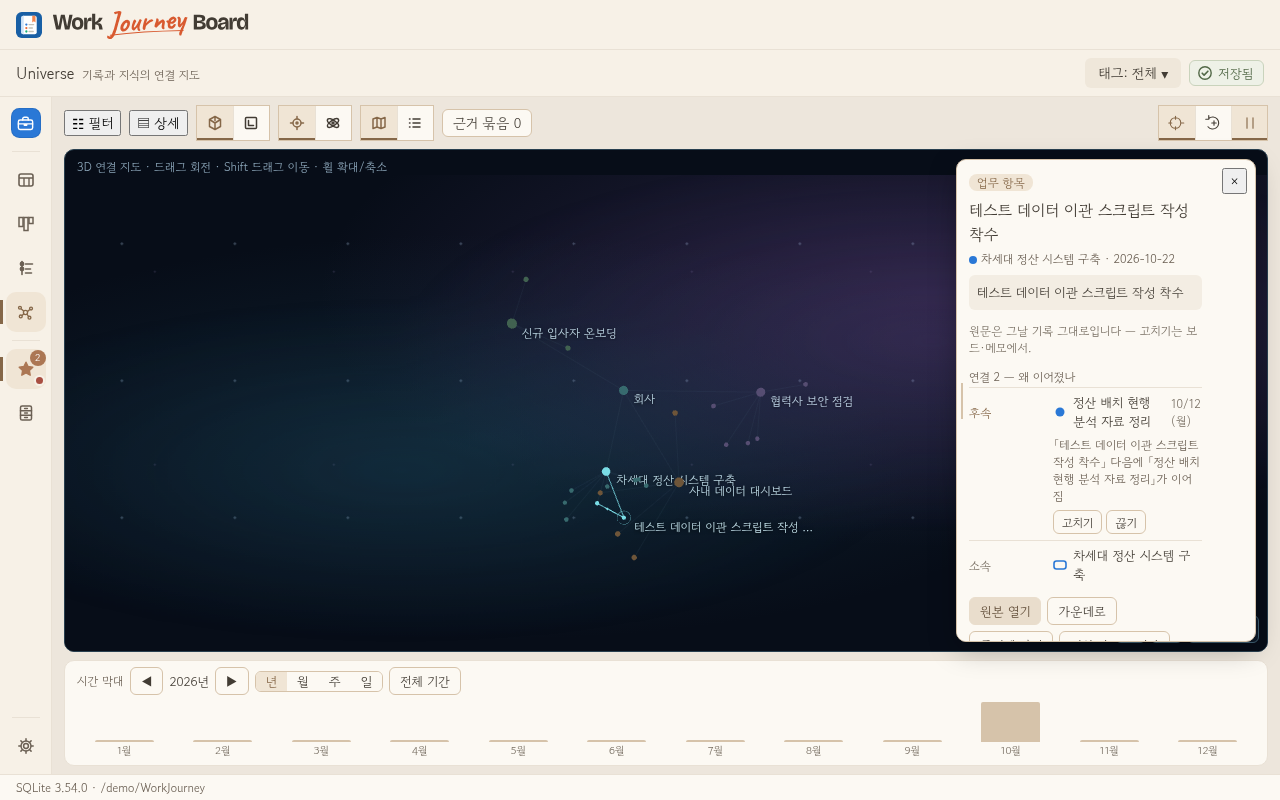 Work Journey Board
Universe 기록과 지식의 연결 지도
태그: 전체 ▾
저장됨
필터
상세
근거 묶음 0
2
3D 연결 지도 · 드래그 회전 · Shift 드래그 이동 · 휠 확대/축소
신규 입사자 온보딩
회사
협력사 보안 점검
차세대 정산 시스템 구축
사내 데이터 대시보드
테스트 데이터 이관 스크립트 작성 ...
업무 항목
×
테스트 데이터 이관 스크립트 작성
착수
차세대 정산 시스템 구축 · 2026-10-22
테스트 데이터 이관 스크립트 작성 착수
원문은 그날 기록 그대로입니다 — 고치기는 보
드·메모에서.
연결 2 — 왜 이어졌나
후속
정산 배치 현행
분석 자료 정리
10/12
(월)
「테스트 데이터 이관 스크립트
작성 착수」 다음에 「정산 배치
현행 분석 자료 정리」가 이어
짐
고치기
끊기
소속
차세대 정산 시스템 구
축
원본 열기
가운데로
시간 막대
◀
2026년
▶
년
월
주
일
전체 기간
1월
2월
3월
4월
5월
6월
7월
8월
9월
10월
11월
12월
SQLite 3.54.0 · /demo/WorkJourney